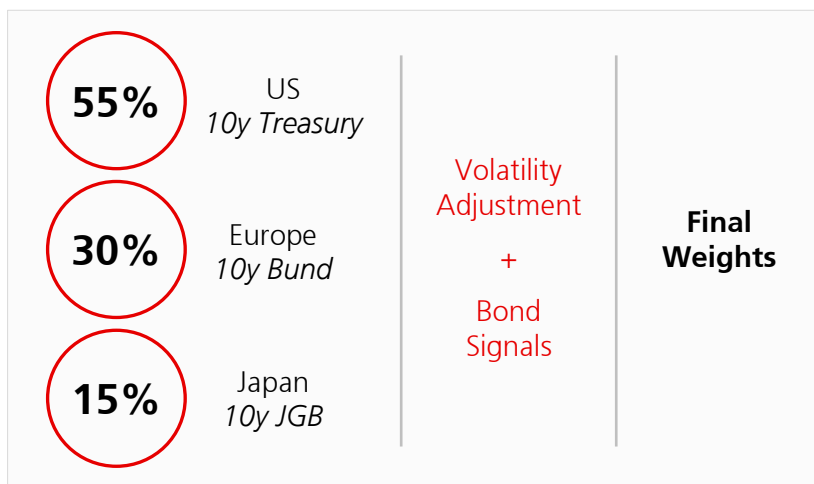 55%
US
10y Treasury
30%
Europe
10y Bund
15%
Japan
10y JGB
Volatility
Adjustment
+
Bond
Signals
Final
Weights